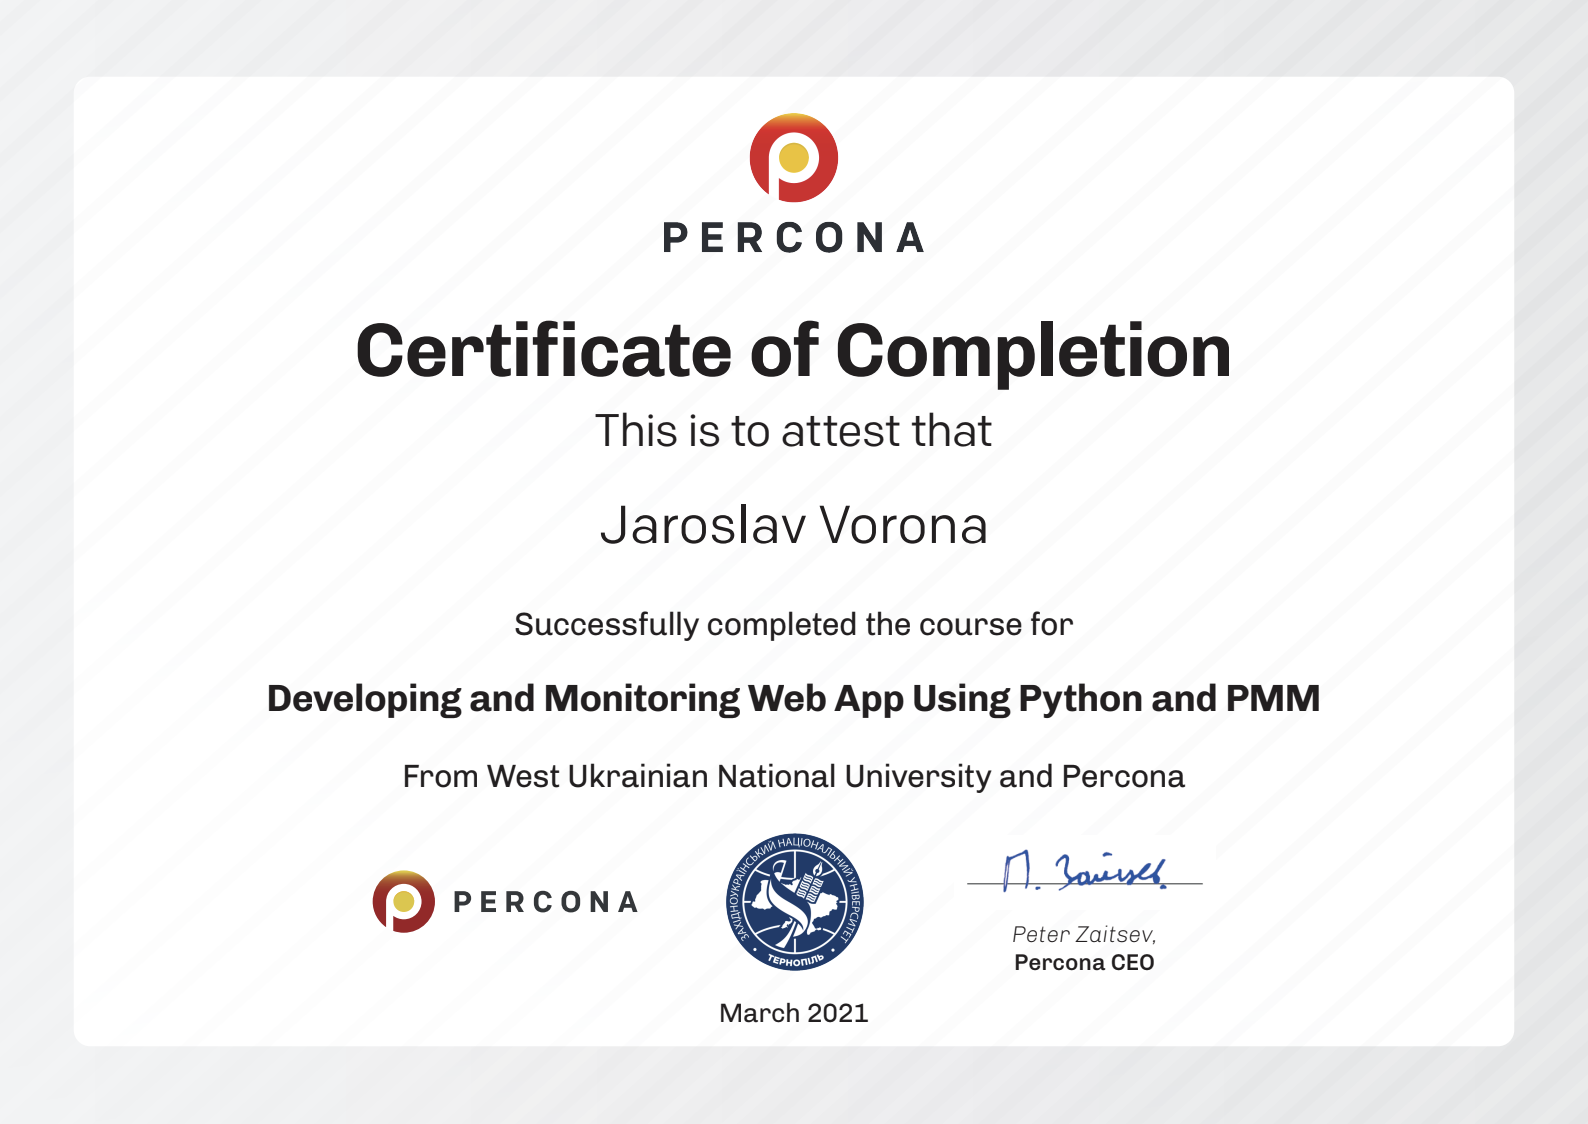 PERCONA
Certificate of Completion
This is to attest that
Jaroslav Vorona
Successfully completed the course for
Developing and Monitoring Web App Using Python and PMM
From West Ukrainian National University and Percona
PERCONA
ЗАХІДНОУКРАЇНСЬКИЙ НАЦІОНАЛЬНИЙ УНІВЕРСИТЕТ
ТЕРНОПІЛЬ
П. Зайцев.
Peter Zaitsev,
Percona CEO
March 2021